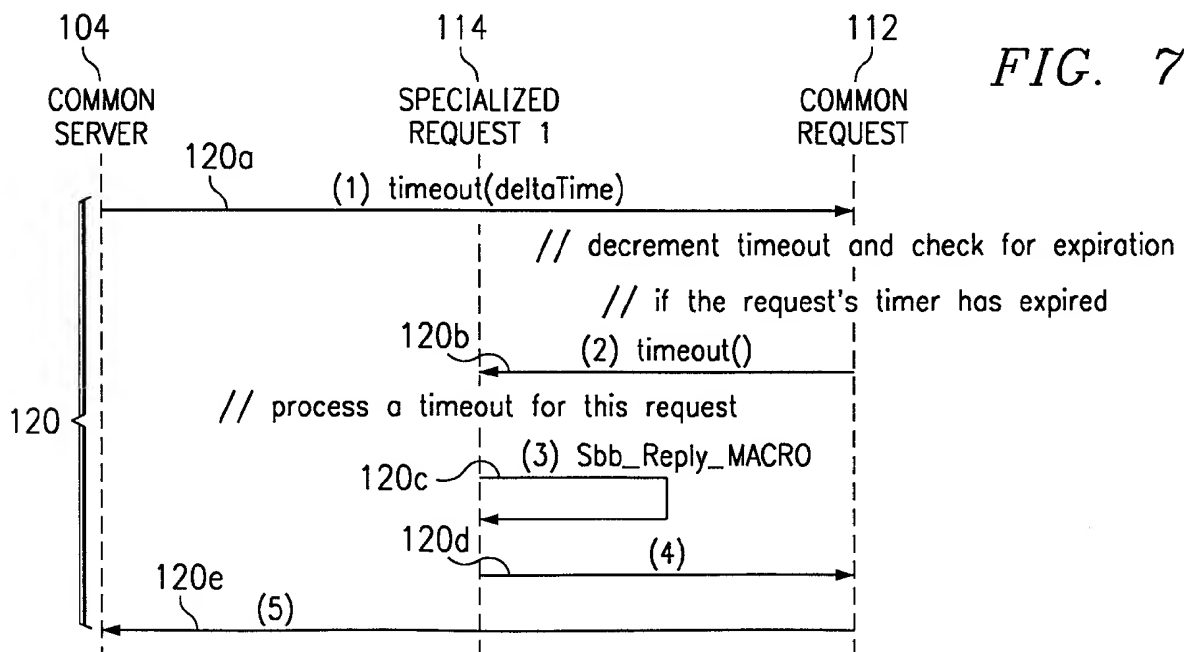 104
114
112
FIG. 7
COMMON
SERVER
SPECIALIZED
REQUEST 1
COMMON
REQUEST
120a
(1) timeout(deltaTime)
// decrement timeout and check for expiration
// if the request's timer has expired
120b
(2) timeout()
120
// process a timeout for this request
(3) Sbb_Reply_MACRO
120c
120d
(4)
120e
(5)